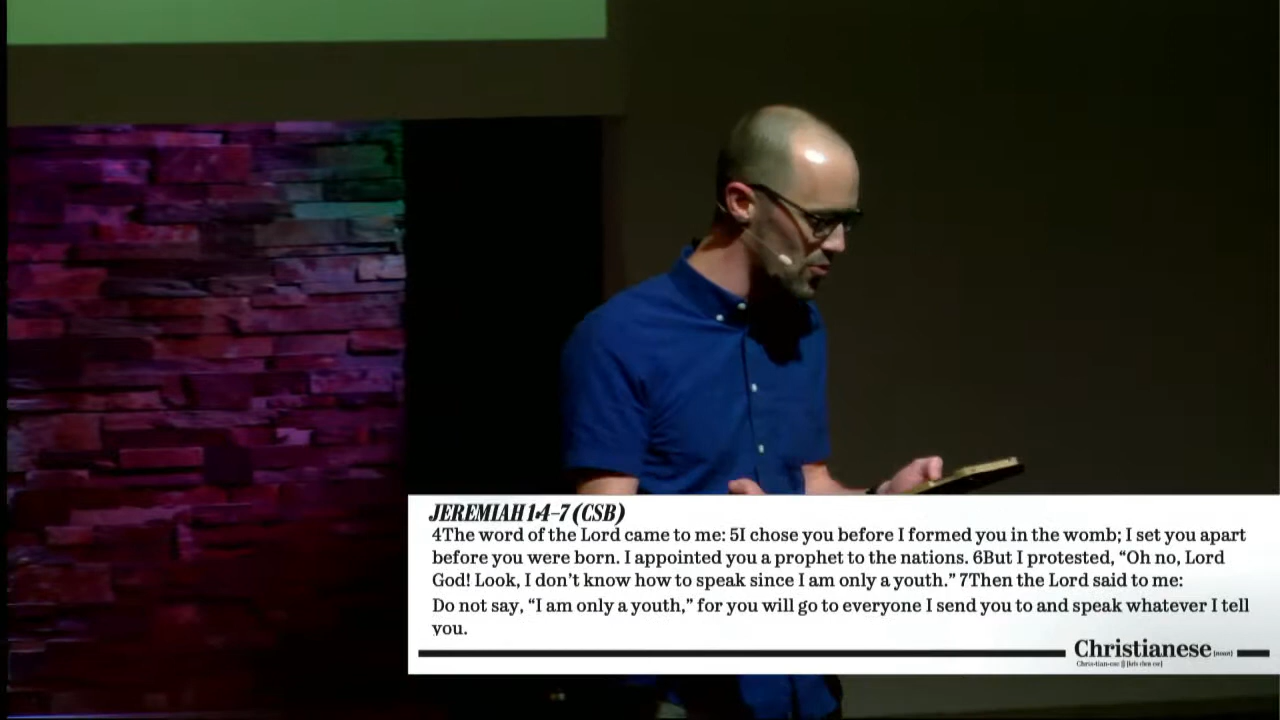 JEREMIAH 1:4-7 (CSB)
4The word of the Lord came to me: 5I chose you before I formed you in the womb; I set you apart
before you were born. I appointed you a prophet to the nations. 6But I protested, “Oh no, Lord
God! Look, I don’t know how to speak since I am only a youth.” 7Then the Lord said to me:
Do not say, “I am only a youth,” for you will go to everyone I send you to and speak whatever I tell
you.
Christianese (noun)